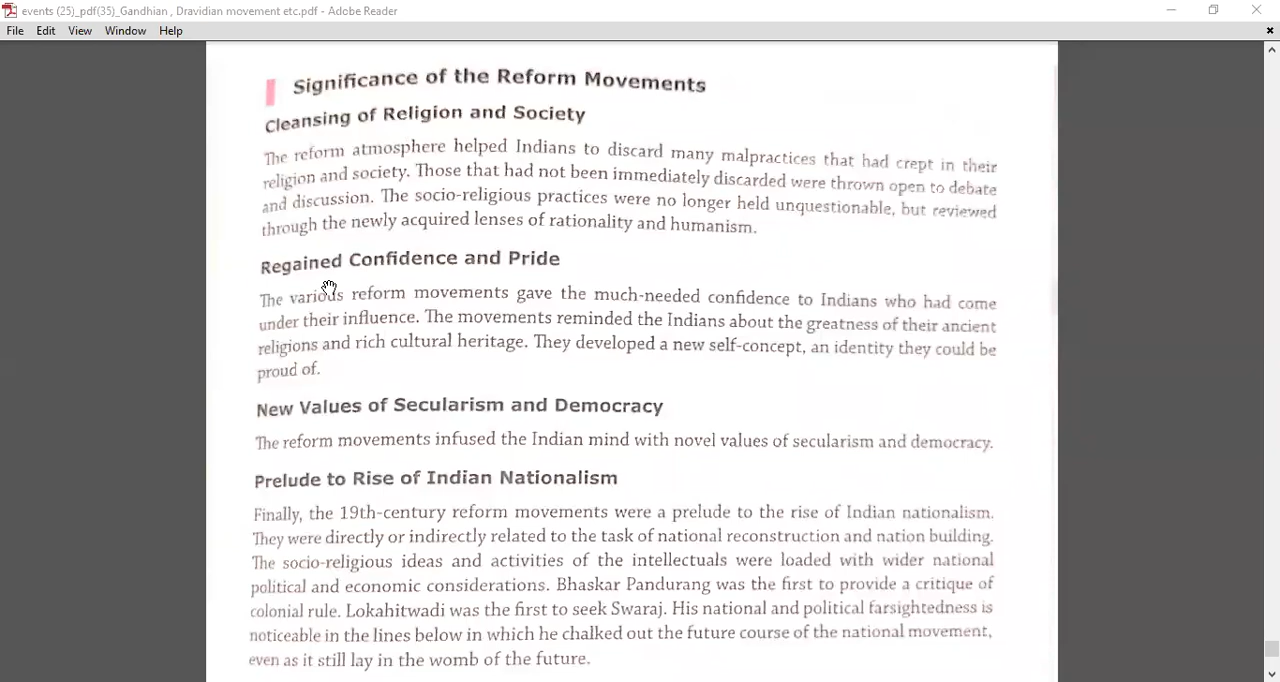 events (25)_pdf(35)_Gandhian , Dravidian movement etc.pdf - Adobe Reader
File Edit View Window Help
Significance of the Reform Movements
Cleansing of Religion and Society
The reform atmosphere helped Indians to discard many malpractices that had crept in their
religion and society. Those that had not been immediately discarded were thrown open to debate
and discussion. The socio-religious practices were no longer held unquestionable, but reviewed
through the newly acquired lenses of rationality and humanism.
Regained Confidence and Pride
The various reform movements gave the much-needed confidence to Indians who had come
under their influence. The movements reminded the Indians about the greatness of their ancient
religions and rich cultural heritage. They developed a new self-concept, an identity they could be
proud of.
New Values of Secularism and Democracy
The reform movements infused the Indian mind with novel values of secularism and democracy.
Prelude to Rise of Indian Nationalism
Finally, the 19th-century reform movements were a prelude to the rise of Indian nationalism.
They were directly or indirectly related to the task of national reconstruction and nation building.
The socio-religious ideas and activities of the intellectuals were loaded with wider national
political and economic considerations. Bhaskar Pandurang was the first to provide a critique of
colonial rule. Lokahitwadi was the first to seek Swaraj. His national and political farsightedness is
noticeable in the lines below in which he chalked out the future course of the national movement,
even as it still lay in the womb of the future.